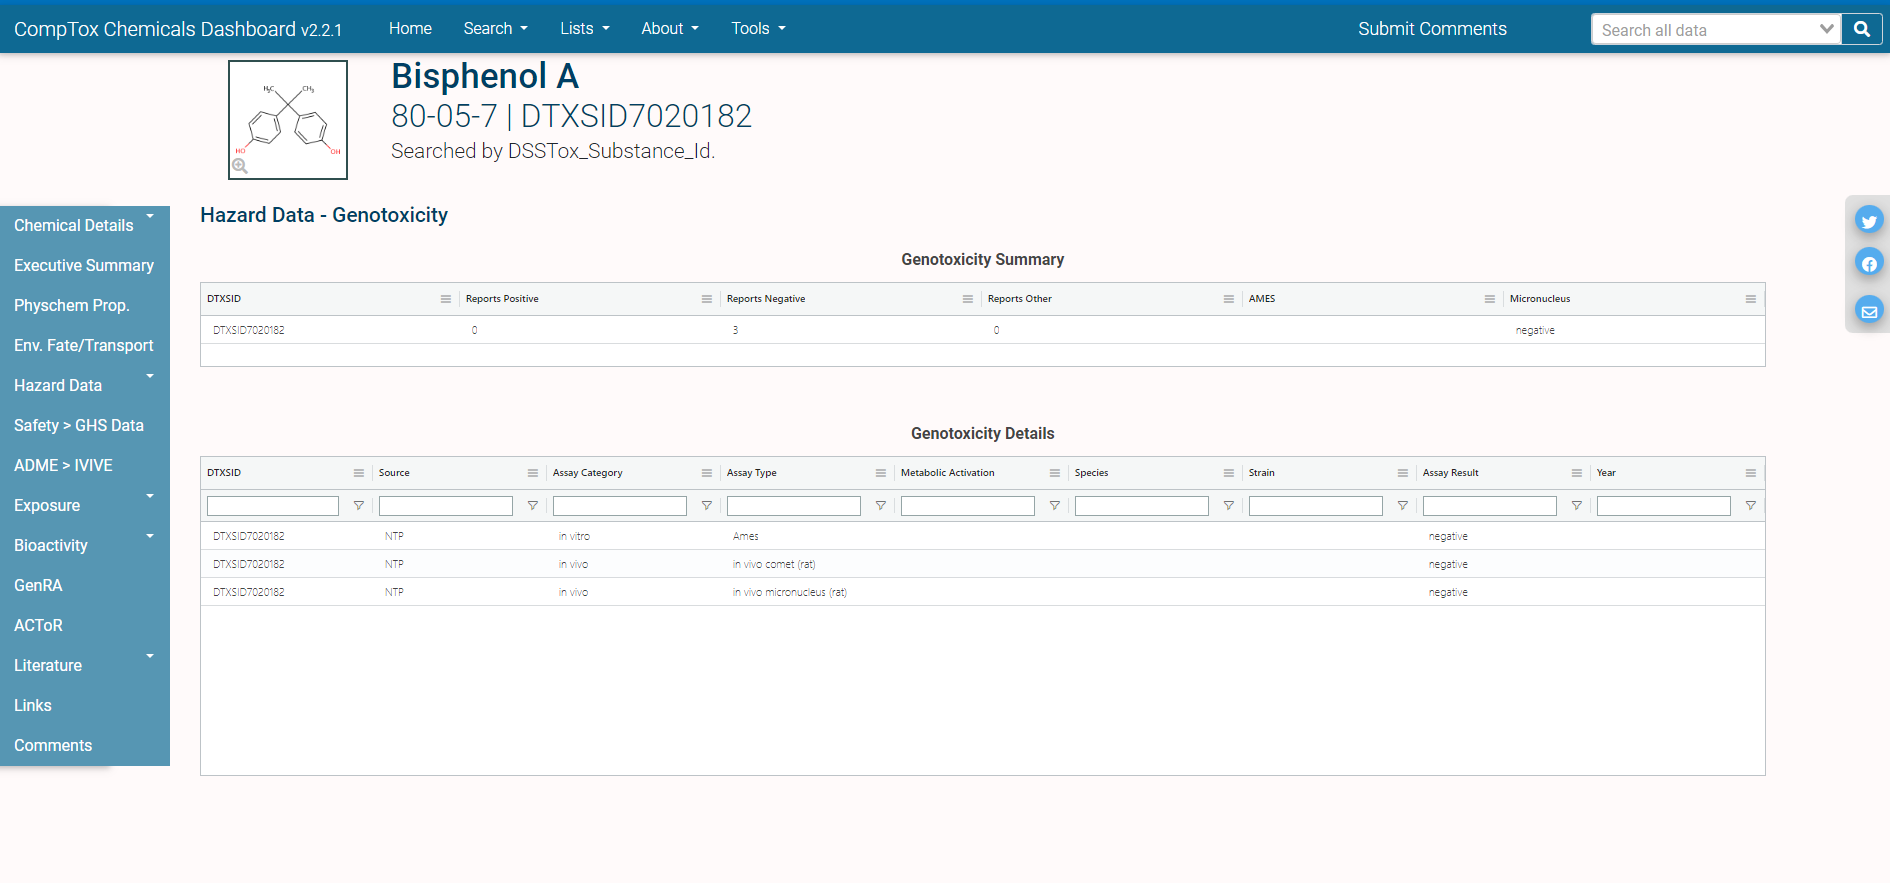 CompTox Chemicals Dashboard v2.2.1 Home Search Lists About Tools Submit Comments Search all data
H₃C CH₃
HO OH
Bisphenol A
80-05-7 | DTXSID7020182
Searched by DSSTox_Substance_Id.
Chemical Details
Executive Summary
Physchem Prop.
Env. Fate/Transport
Hazard Data
Safety > GHS Data
ADME > IVIVE
Exposure
Bioactivity
GenRA
ACToR
Literature
Links
Comments
Hazard Data - Genotoxicity
Genotoxicity Summary
DTXSID Reports Positive Reports Negative Reports Other AMES Micronucleus
DTXSID7020182 0 3 0 negative
Genotoxicity Details
DTXSID Source Assay Category Assay Type Metabolic Activation Species Strain Assay Result Year
DTXSID7020182 NTP in vitro Ames negative
DTXSID7020182 NTP in vivo in vivo comet (rat) negative
DTXSID7020182 NTP in vivo in vivo micronucleus (rat) negative